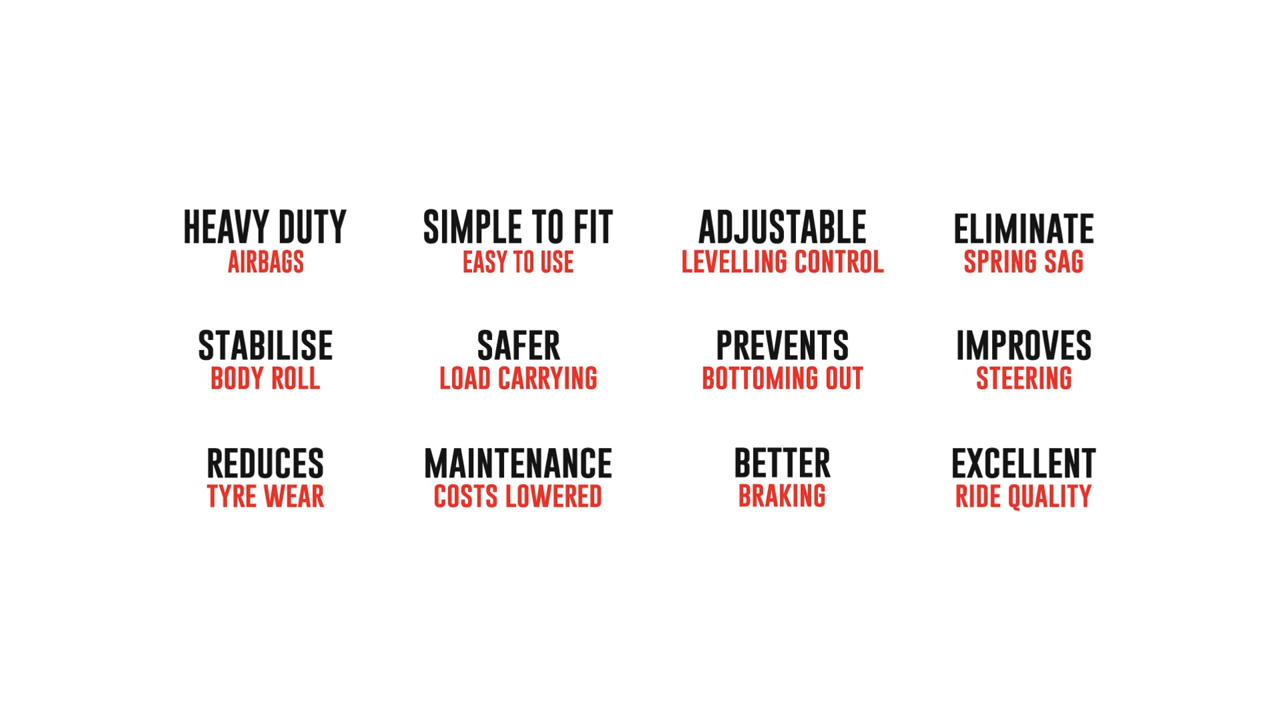 HEAVY DUTY
AIRBAGS
SIMPLE TO FIT
EASY TO USE
ADJUSTABLE
LEVELLING CONTROL
ELIMINATE
SPRING SAG
STABILISE
BODY ROLL
SAFER
LOAD CARRYING
PREVENTS
BOTTOMING OUT
IMPROVES
STEERING
REDUCES
TYRE WEAR
MAINTENANCE
COSTS LOWERED
BETTER
BRAKING
EXCELLENT
RIDE QUALITY